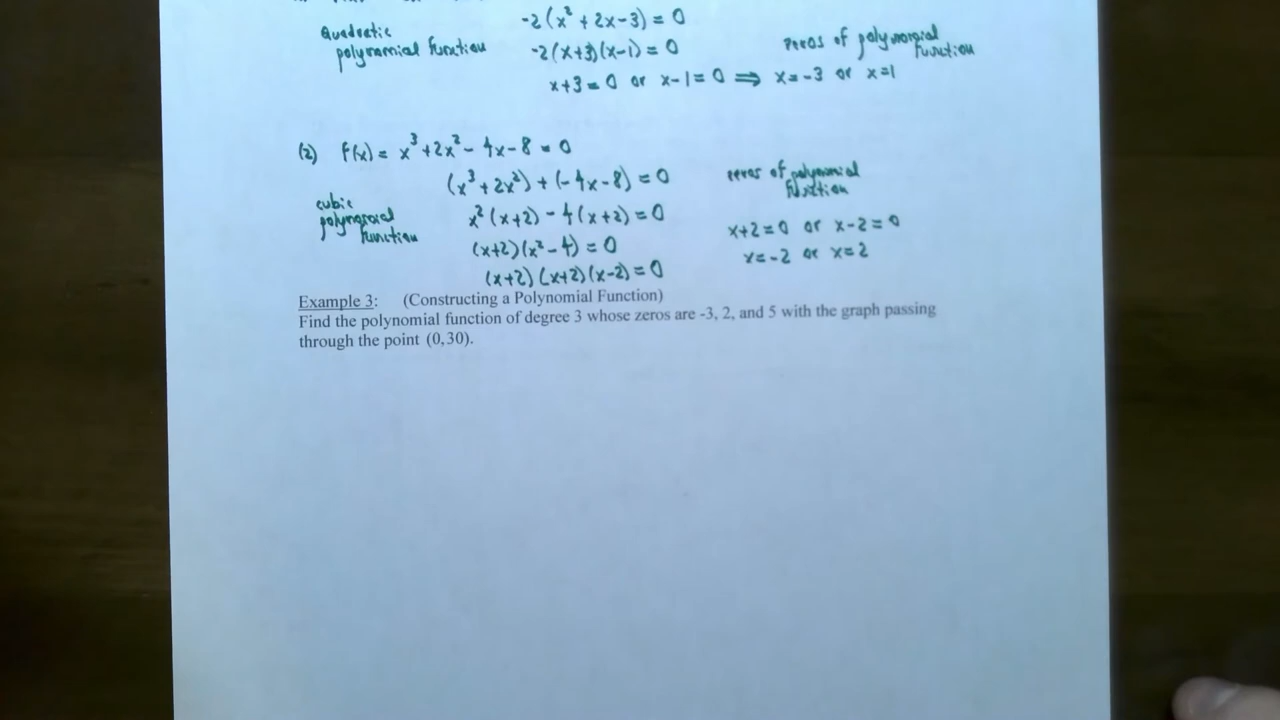 -2(x² + 2x - 3) = 0
Quadratic
polynomial function
-2(x+3)(x-1) = 0
zeros of polynomial
function
x+3 = 0 or x-1 = 0 ⟹ x = -3 or x=1
(2) f(x) = x³ + 2x² - 4x - 8 = 0
(x³ + 2x²) + (-4x - 8) = 0
zeros of polynomial
function
cubic
polynomial
function
x²(x+2) - 4(x+2) = 0
x+2 = 0 or x-2 = 0
(x+2)(x² - 4) = 0
x = -2 or x = 2
(x+2)(x+2)(x-2) = 0
Example 3: (Constructing a Polynomial Function)
Find the polynomial function of degree 3 whose zeros are -3, 2, and 5 with the graph passing
through the point (0,30).